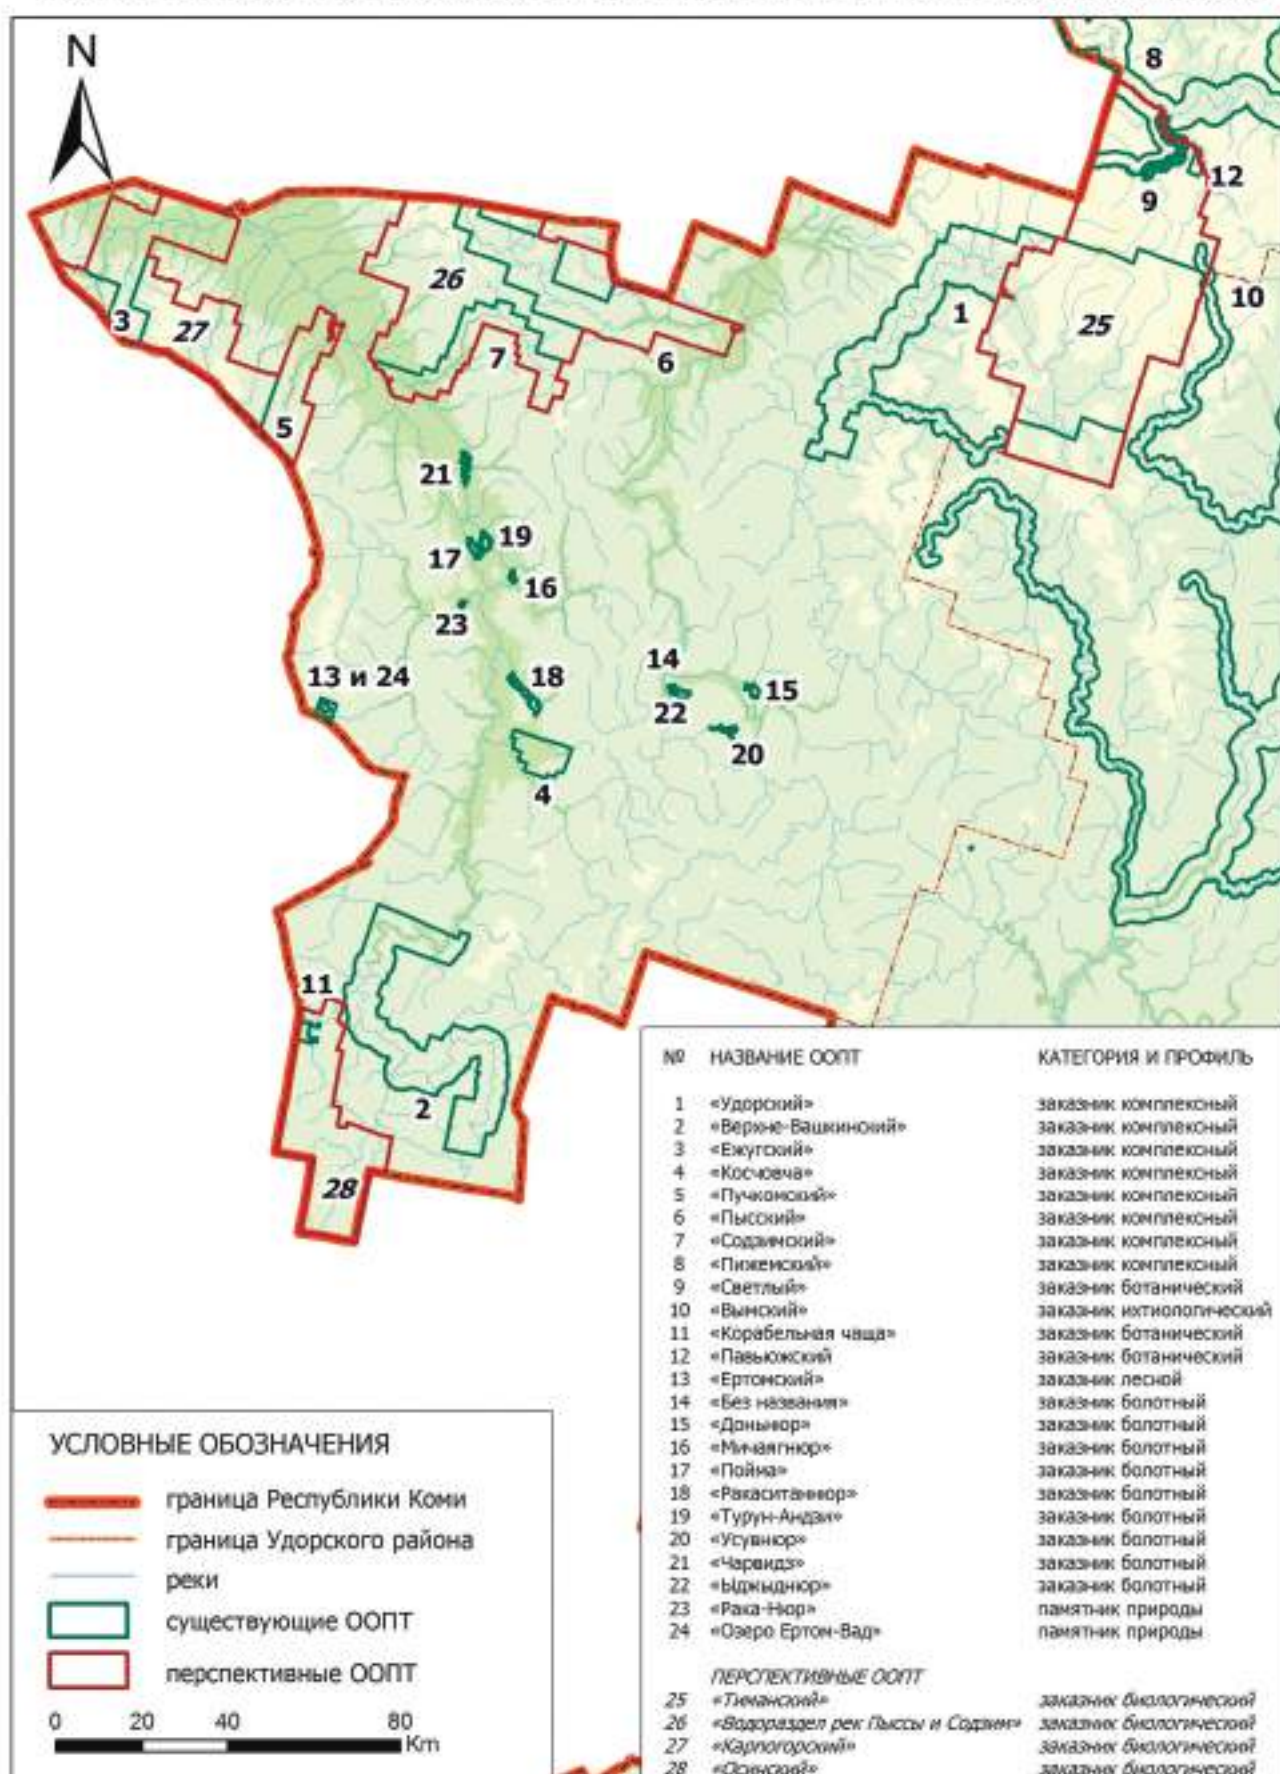 N
8
9
12
10
1
25
26
3
27
7
6
5
21
19
17
16
23
13 и 24
18
14
22
15
20
4
11
2
28
№ НАЗВАНИЕ ООПТ КАТЕГОРИЯ И ПРОФИЛЬ
1 «Удорский» заказник комплексный
2 «Верхне-Вашкинский» заказник комплексный
3 «Ежугский» заказник комплексный
4 «Косчовча» заказник комплексный
5 «Пучкомский» заказник комплексный
6 «Пысский» заказник комплексный
7 «Содзимский» заказник комплексный
8 «Пижемский» заказник комплексный
9 «Светлый» заказник ботанический
10 «Вымский» заказник ихтиологический
11 «Корабельная чаща» заказник ботанический
12 «Павьюжский заказник ботанический
13 «Ертомский» заказник лесной
14 «Без названия» заказник болотный
15 «Доньнюр» заказник болотный
16 «Мичаягнюр» заказник болотный
17 «Пойма» заказник болотный
18 «Ракаситаннюр» заказник болотный
19 «Турун-Андзи» заказник болотный
20 «Усувнюр» заказник болотный
21 «Чарвидз» заказник болотный
22 «Ыджыднюр» заказник болотный
23 «Рака-Нюр» памятник природы
24 «Озеро Ертом-Вад» памятник природы
ПЕРСПЕКТИВНЫЕ ООПТ
25 «Тиманский» заказник биологический
26 «Водораздел рек Пыссы и Содзим» заказник биологический
27 «Карпогорский» заказник биологический
28 «Осинский» заказник биологический
УСЛОВНЫЕ ОБОЗНАЧЕНИЯ
граница Республики Коми
граница Удорского района
реки
существующие ООПТ
перспективные ООПТ
0 20 40 80
Km